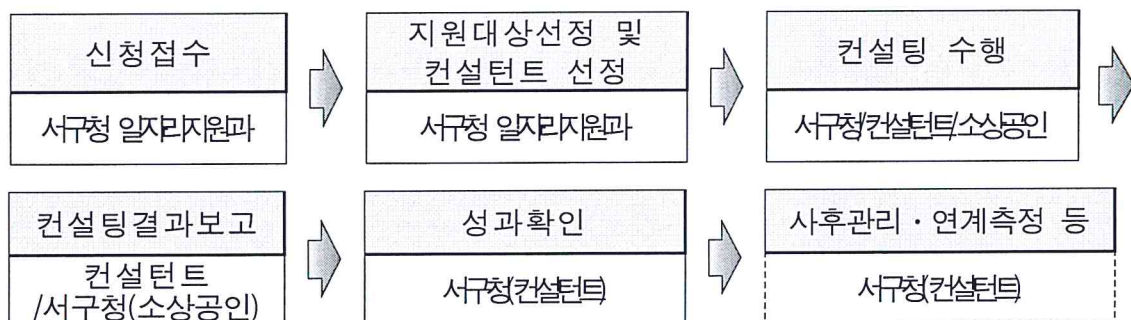 신청접수
서구청 일자리지원과
지원대상선정 및
컨설턴트 선정
서구청 일자리지원과
컨설팅 수행
서구청/컨설턴트/소상공인
컨설팅결과보고
컨설턴트
/서구청(소상공인)
성과확인
서구청(컨설턴트)
사후관리·연계측정 등
서구청(컨설턴트)